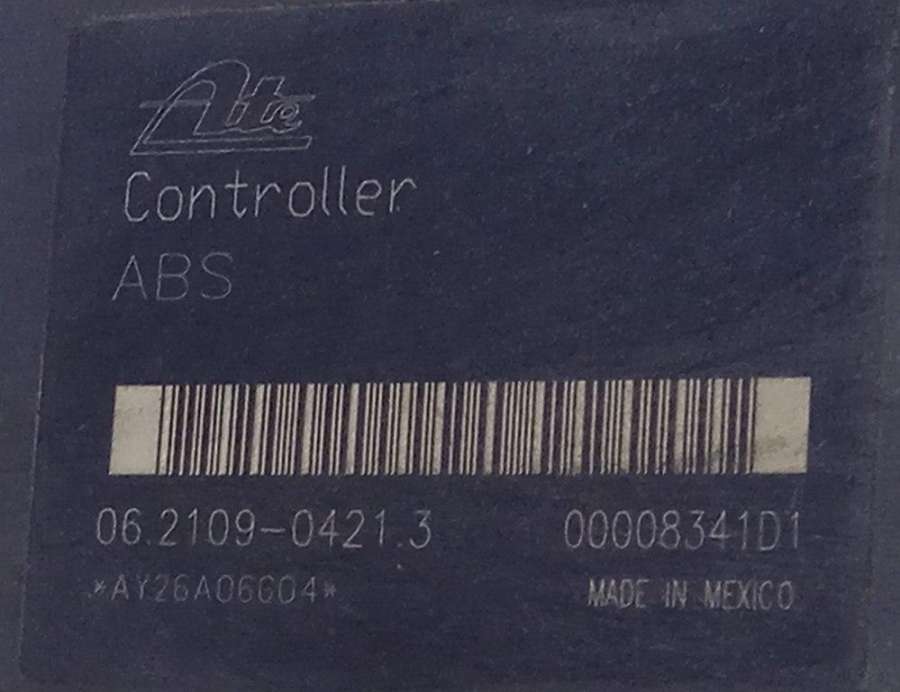 Ate
Controller
ABS
06.2109-0421.3 00008341D1
*AY26A06604* MADE IN MEXICO